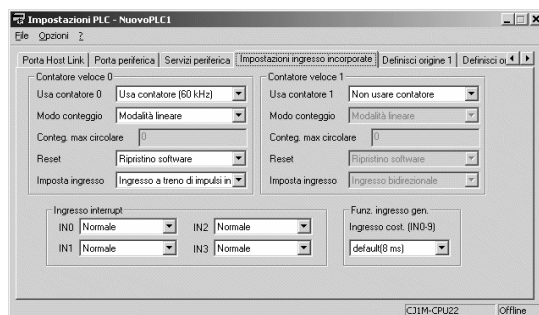 Impostazioni PLC - NuovoPLC1
File Opzioni ?
Porta Host Link Porta periferica Servizi periferica Impostazioni ingresso incorporate Definisci origine 1 Definisci
Contatore veloce 0
Usa contatore 0 Usa contatore (60 kHz)
Modo conteggio Modalità lineare
Conteg. max circolare 0
Reset Ripristino software
Imposta ingresso Ingresso a treno di impulsi in
Contatore veloce 1
Usa contatore 1 Non usare contatore
Modo conteggio Modalità lineare
Conteg. max circolare 0
Reset Ripristino software
Imposta ingresso Ingresso bidirezionale
Ingresso interrupt
IN0 Normale IN2 Normale
IN1 Normale IN3 Normale
Funz. ingresso gen.
Ingresso cost. (IN0-9)
default(8 ms)
CJ1M-CPU22 Offline